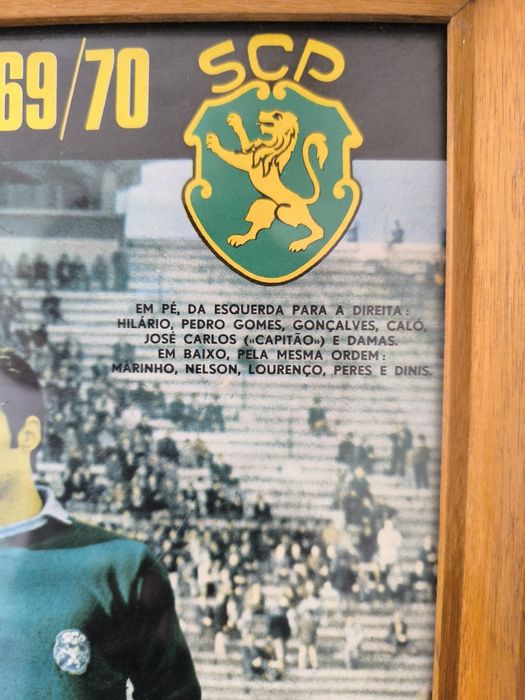 69/70
SCP
EM PÉ, DA ESQUERDA PARA A DIREITA:
HILÁRIO, PEDRO GOMES, GONÇALVES, CALÓ,
JOSÉ CARLOS («CAPITÃO») E DAMAS.
EM BAIXO, PELA MESMA ORDEM:
MARINHO, NELSON, LOURENÇO, PERES E DINIS.